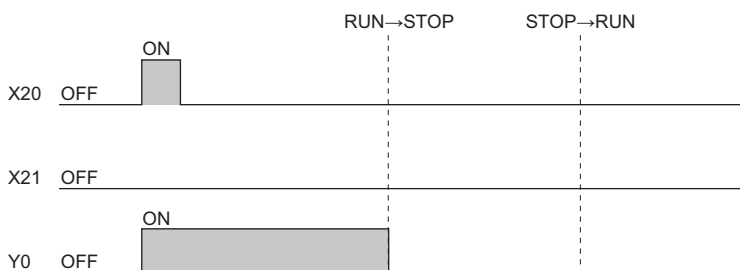 RUN→STOP STOP→RUN
ON
X20 OFF
X21 OFF
ON
Y0 OFF